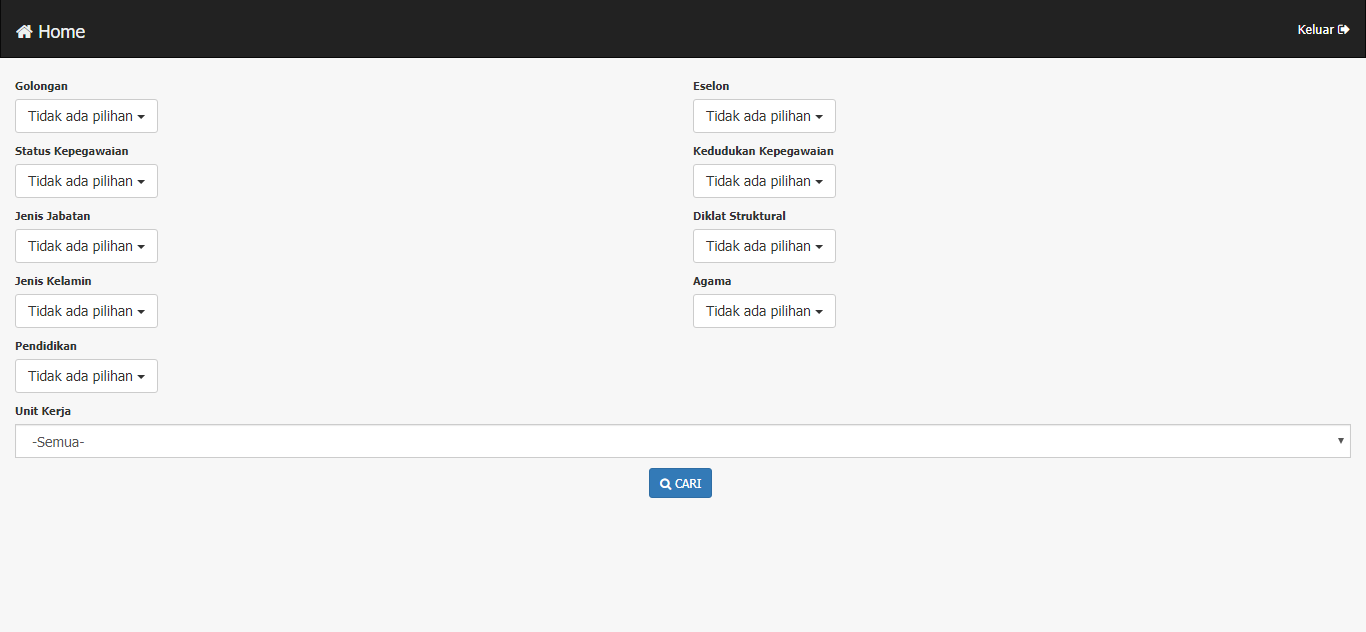 Home
Keluar
Golongan
Tidak ada pilihan
Eselon
Tidak ada pilihan
Status Kepegawaian
Tidak ada pilihan
Kedudukan Kepegawaian
Tidak ada pilihan
Jenis Jabatan
Tidak ada pilihan
Diklat Struktural
Tidak ada pilihan
Jenis Kelamin
Tidak ada pilihan
Agama
Tidak ada pilihan
Pendidikan
Tidak ada pilihan
Unit Kerja
-Semua-
CARI